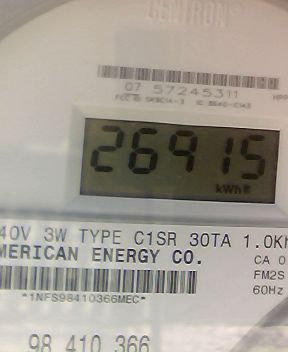 CENTRON®
07 57245311
26915
kWh
40V 3W TYPE C1SR 30TA 1.0Kh
MERICAN ENERGY CO.
CA 0
FM2S
60Hz
*1NFS98410366MEC*
98 410 366